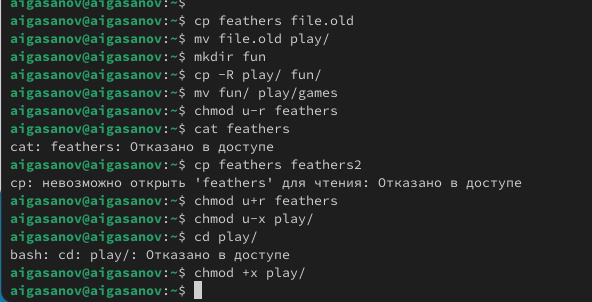 aigasanov@aigasanov:~$
aigasanov@aigasanov:~$ cp feathers file.old
aigasanov@aigasanov:~$ mv file.old play/
aigasanov@aigasanov:~$ mkdir fun
aigasanov@aigasanov:~$ cp -R play/ fun/
aigasanov@aigasanov:~$ mv fun/ play/games
aigasanov@aigasanov:~$ chmod u-r feathers
aigasanov@aigasanov:~$ cat feathers
cat: feathers: Отказано в доступе
aigasanov@aigasanov:~$ cp feathers feathers2
cp: невозможно открыть 'feathers' для чтения: Отказано в доступе
aigasanov@aigasanov:~$ chmod u+r feathers
aigasanov@aigasanov:~$ chmod u-x play/
aigasanov@aigasanov:~$ cd play/
bash: cd: play/: Отказано в доступе
aigasanov@aigasanov:~$ chmod +x play/
aigasanov@aigasanov:~$